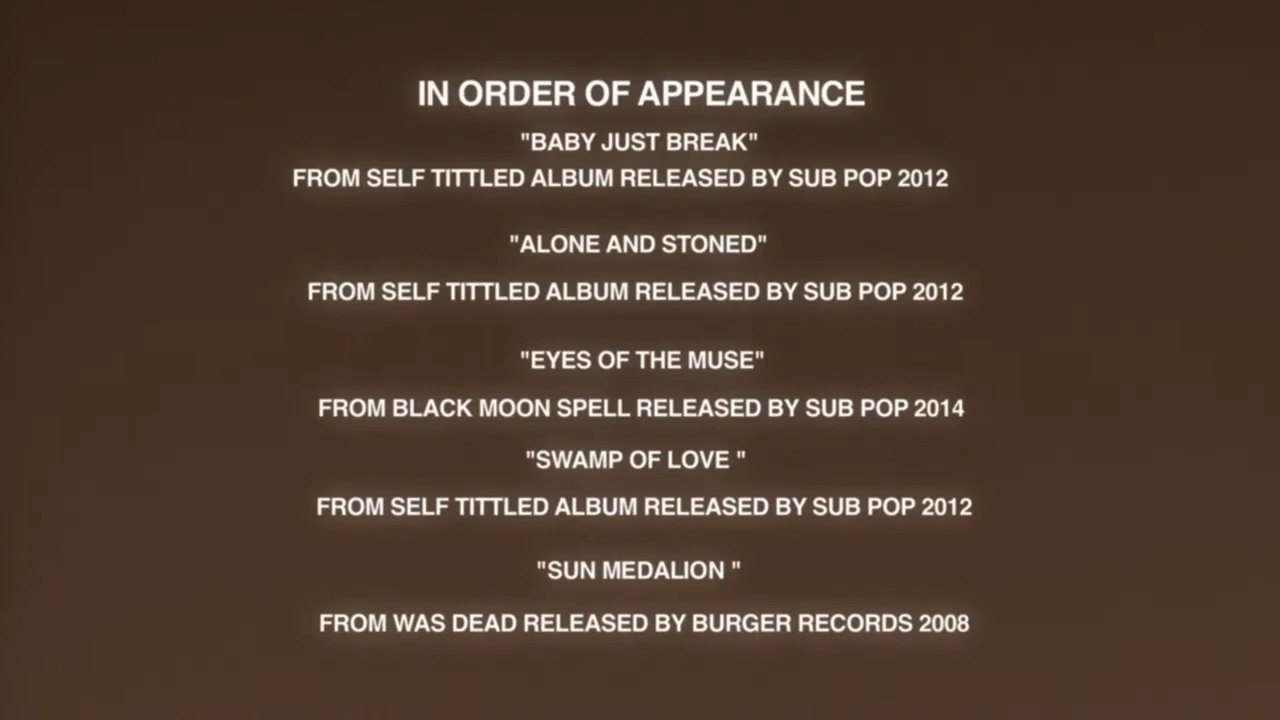 IN ORDER OF APPEARANCE
"BABY JUST BREAK"
FROM SELF TITTLED ALBUM RELEASED BY SUB POP 2012
"ALONE AND STONED"
FROM SELF TITTLED ALBUM RELEASED BY SUB POP 2012
"EYES OF THE MUSE"
FROM BLACK MOON SPELL RELEASED BY SUB POP 2014
"SWAMP OF LOVE "
FROM SELF TITTLED ALBUM RELEASED BY SUB POP 2012
"SUN MEDALION "
FROM WAS DEAD RELEASED BY BURGER RECORDS 2008